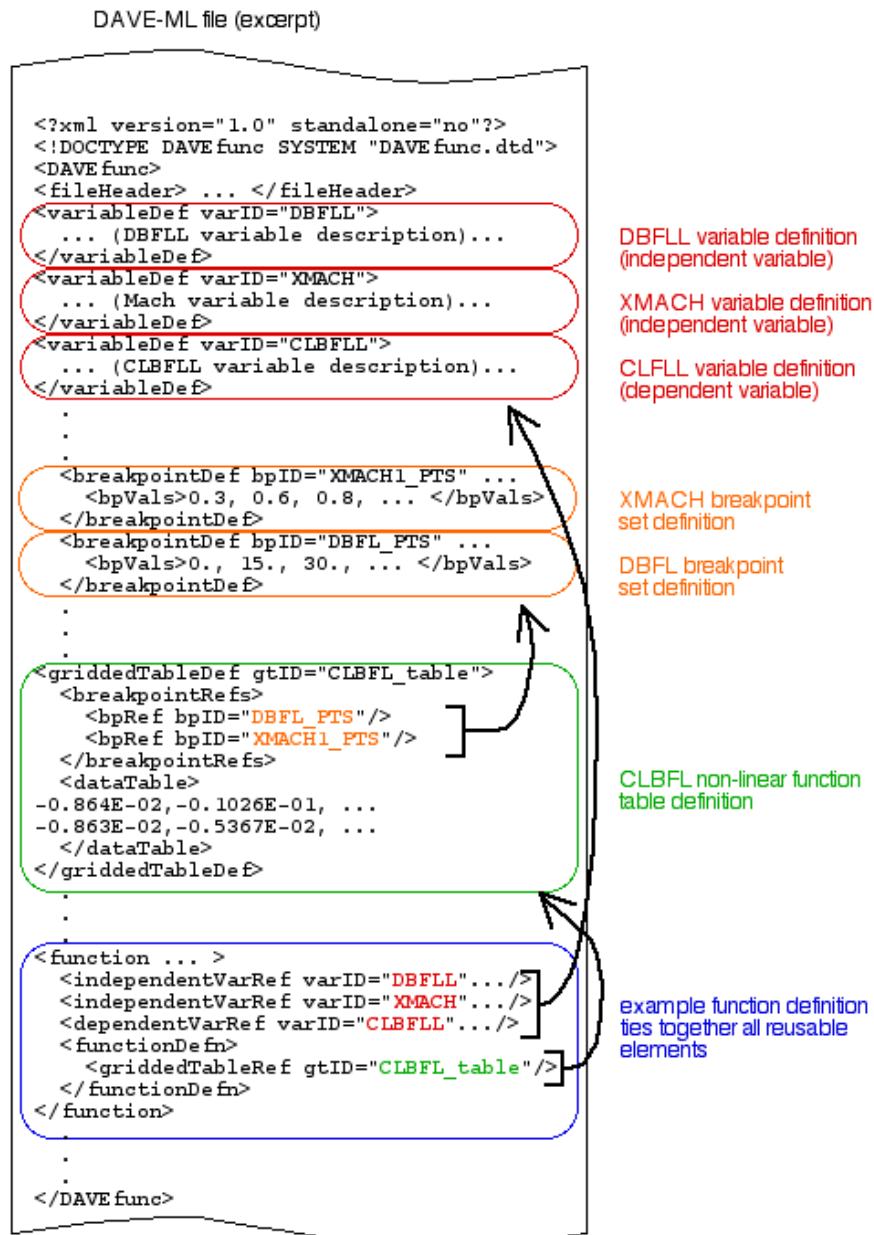 DAVE-ML file (excerpt)
<?xml version="1.0" standalone="no"?>
<!DOCTYPE DAVEfunc SYSTEM "DAVEfunc.dtd">
<DAVEfunc>
<fileHeader> ... </fileHeader>
<variableDef varID="DBFLL">
... (DBFLL variable description)...
</variableDef>
<variableDef varID="XMACH">
... (Mach variable description)...
</variableDef>
<variableDef varID="CLBFLL">
... (CLBFLL variable description)...
</variableDef>
.
.
.
<breakpointDef bpID="XMACH1_PTS" ...
<bpVals>0.3, 0.6, 0.8, ... </bpVals>
</breakpointDef>
<breakpointDef bpID="DBFL_PTS" ...
<bpVals>0., 15., 30., ... </bpVals>
</breakpointDef>
.
.
.
<griddedTableDef gtID="CLBFL_table">
<breakpointRefs>
<bpRef bpID="DBFL_PTS"/>
<bpRef bpID="XMACH1_PTS"/>
</breakpointRefs>
<dataTable>
-0.864E-02,-0.1026E-01, ...
-0.863E-02,-0.5367E-02, ...
</dataTable>
</griddedTableDef>
.
.
.
<function ... >
<independentVarRef varID="DBFLL".../>
<independentVarRef varID="XMACH".../>
<dependentVarRef varID="CLBFLL".../>
<functionDefn>
<griddedTableRef gtID="CLBFL_table"/>
</functionDefn>
</function>
.
.
.
</DAVEfunc>
DBFLL variable definition
(independent variable)
XMACH variable definition
(independent variable)
CLFLL variable definition
(dependent variable)
XMACH breakpoint
set definition
DBFL breakpoint
set definition
CLBFL non-linear function
table definition
example function definition
ties together all reusable
elements